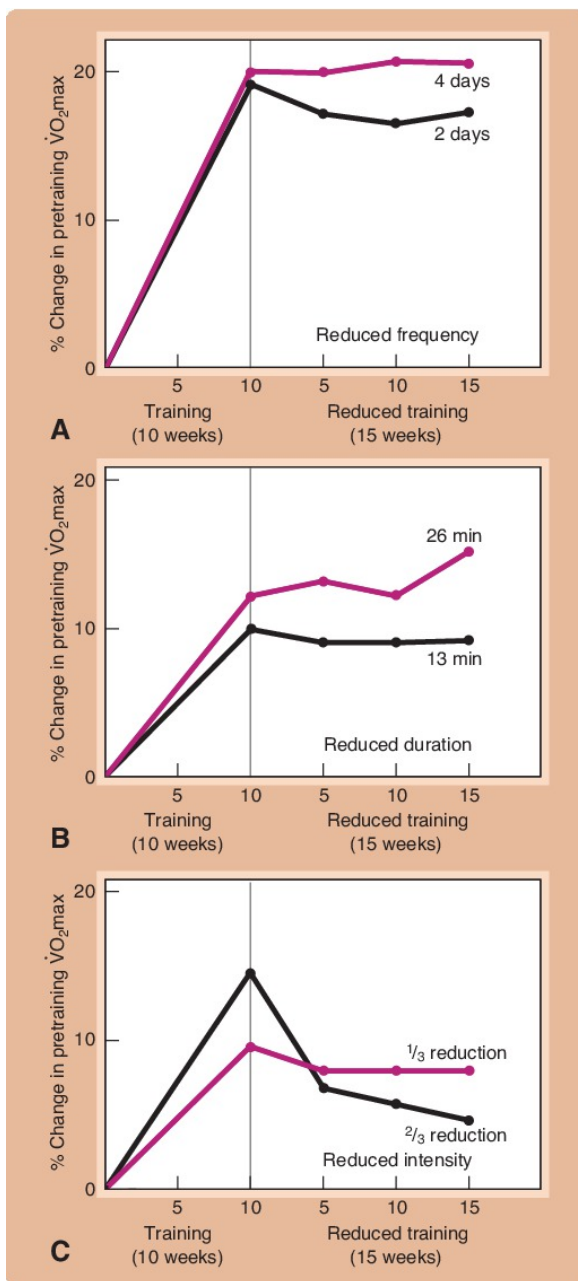 % Change in pretraining V̇O₂max
20
10
0
4 days
2 days
Reduced frequency
5 10 5 10 15
Training Reduced training
(10 weeks) (15 weeks)
A
% Change in pretraining V̇O₂max
20
10
0
26 min
13 min
Reduced duration
5 10 5 10 15
Training Reduced training
(10 weeks) (15 weeks)
B
% Change in pretraining V̇O₂max
20
10
0
1/3 reduction
2/3 reduction
Reduced intensity
5 10 5 10 15
Training Reduced training
(10 weeks) (15 weeks)
C